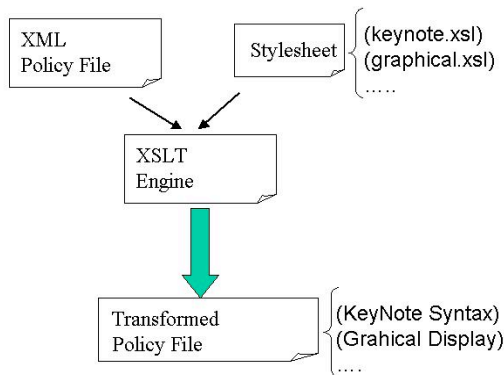 XML
Policy File
Stylesheet
(keynote.xsl)
(graphical.xsl)
.....
XSLT
Engine
Transformed
Policy File
(KeyNote Syntax)
(Grahical Display)
....